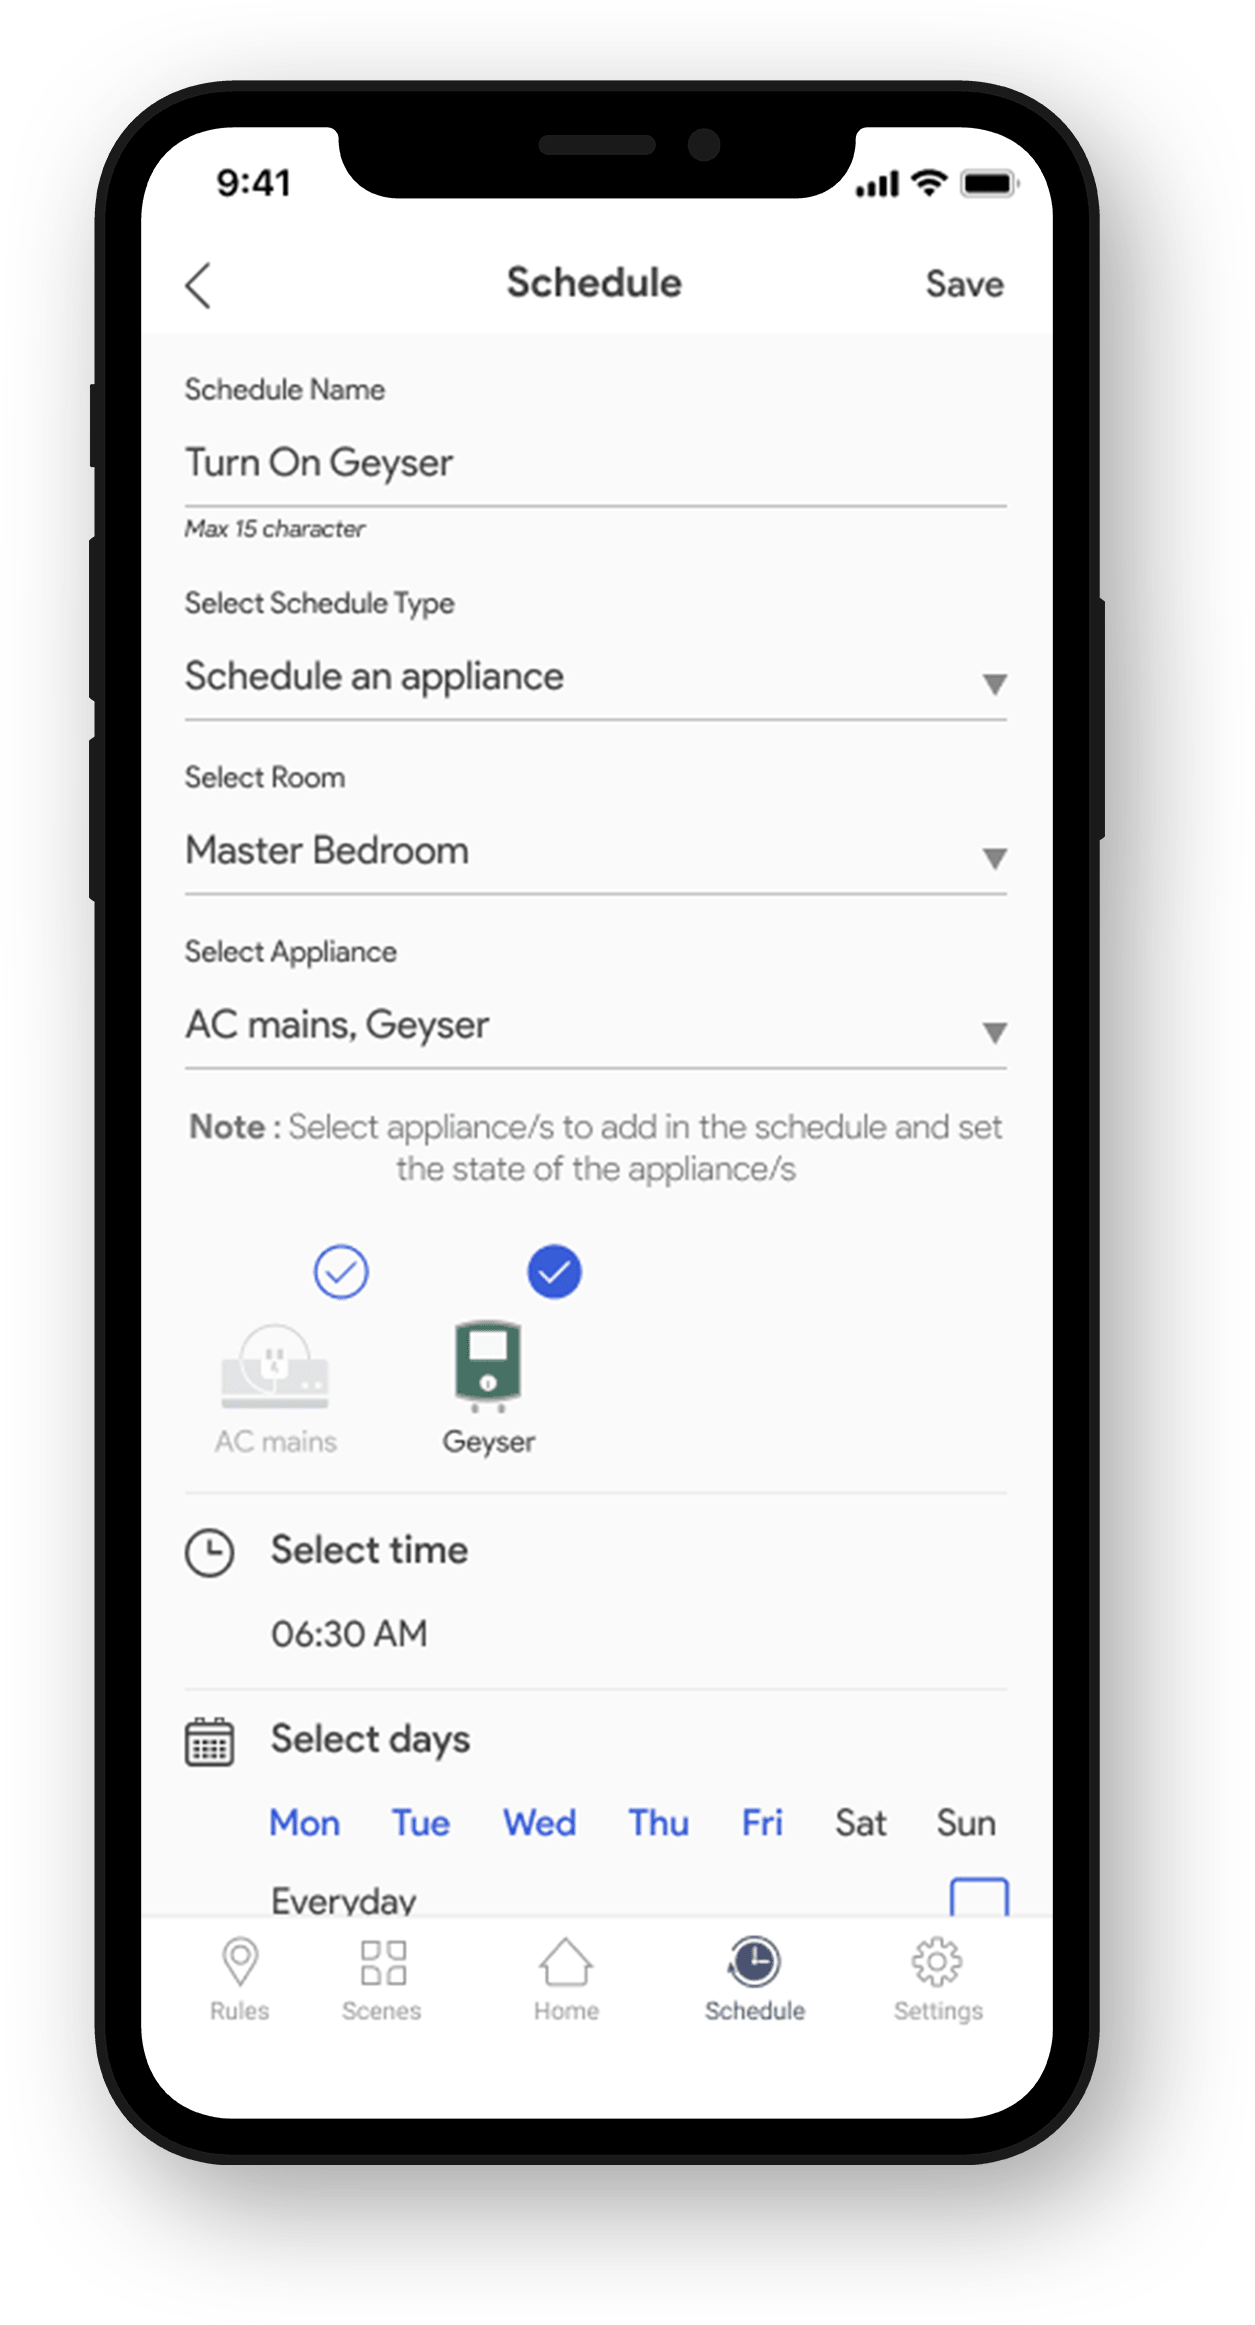 9:41
Schedule
Save
Schedule Name
Turn On Geyser
Max 15 character
Select Schedule Type
Schedule an appliance
Select Room
Master Bedroom
Select Appliance
AC mains, Geyser
Note : Select appliance/s to add in the schedule and set
the state of the appliance/s
AC mains
Geyser
Select time
06:30 AM
Select days
Mon Tue Wed Thu Fri Sat Sun
Everyday
Rules Scenes Home Schedule Settings